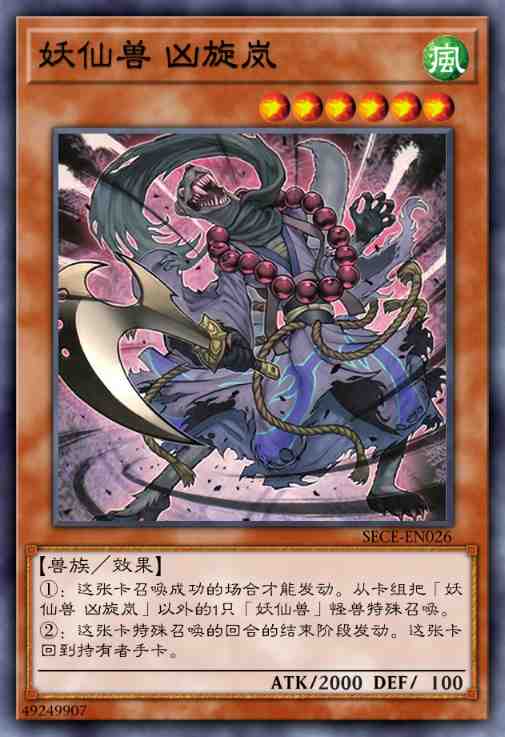 妖仙兽 凶旋岚
風
SECE-EN026
【兽族／效果】
①：这张卡召唤成功的场合才能发动。从卡组把「妖
仙兽 凶旋岚」以外的1只「妖仙兽」怪兽特殊召唤。
②：这张卡特殊召唤的回合的结束阶段发动。这张卡
回到持有者手卡。
ATK/2000 DEF/ 100
49249907